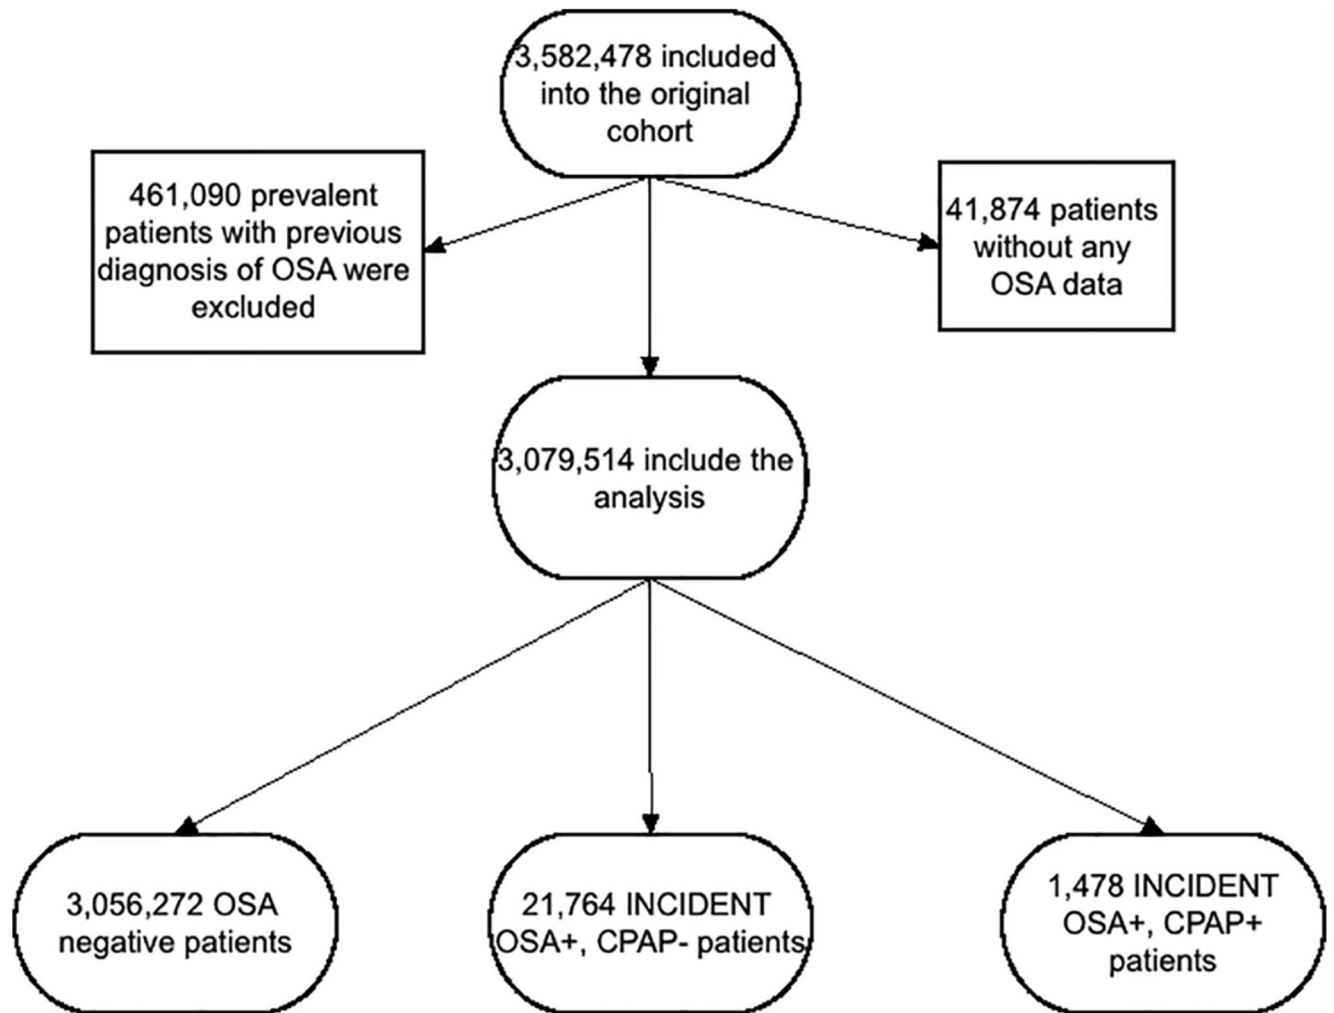 3,582,478 included
into the original
cohort
461,090 prevalent
patients with previous
diagnosis of OSA were
excluded
41,874 patients
without any
OSA data
3,079,514 include the
analysis
3,056,272 OSA
negative patients
21,764 INCIDENT
OSA+, CPAP- patients
1,478 INCIDENT
OSA+, CPAP+
patients